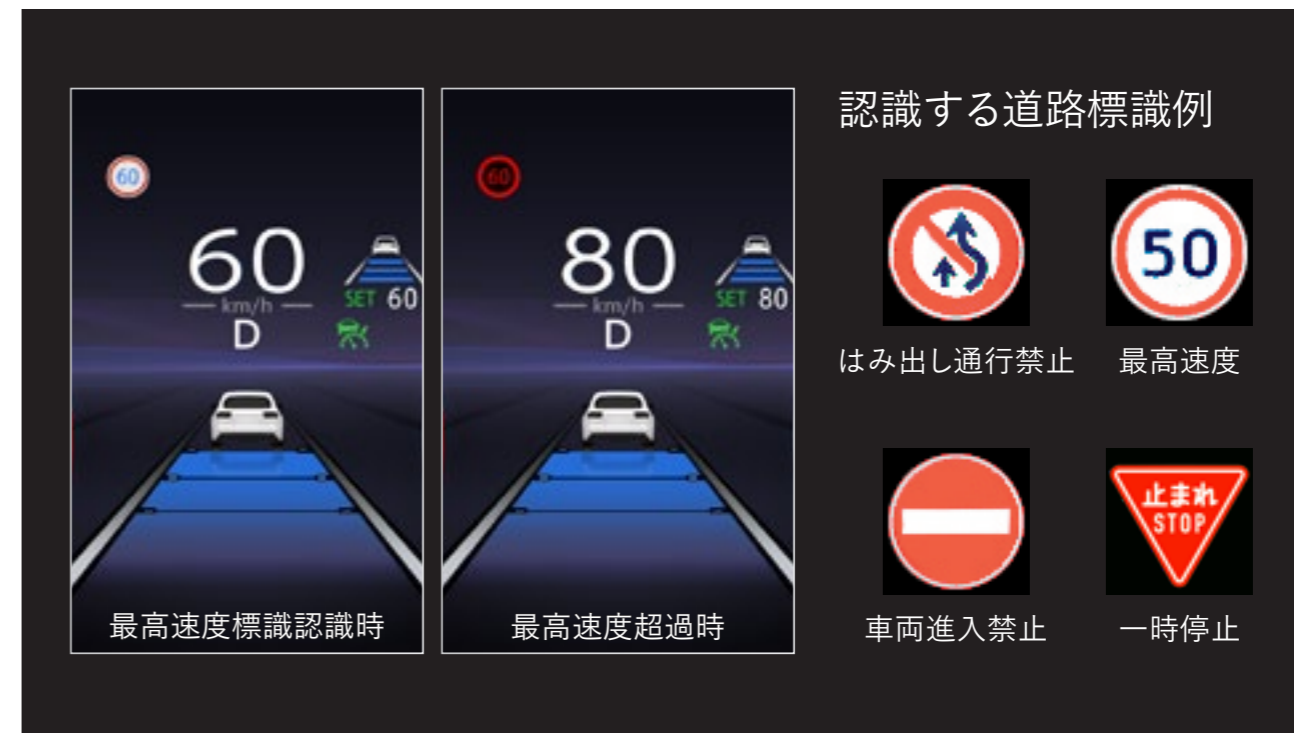 60
60
km/h
SET 60
D
最高速度標識認識時
60
80
km/h
SET 80
D
最高速度超過時
認識する道路標識例
50
はみ出し通行禁止
最高速度
止まれ
STOP
車両進入禁止
一時停止